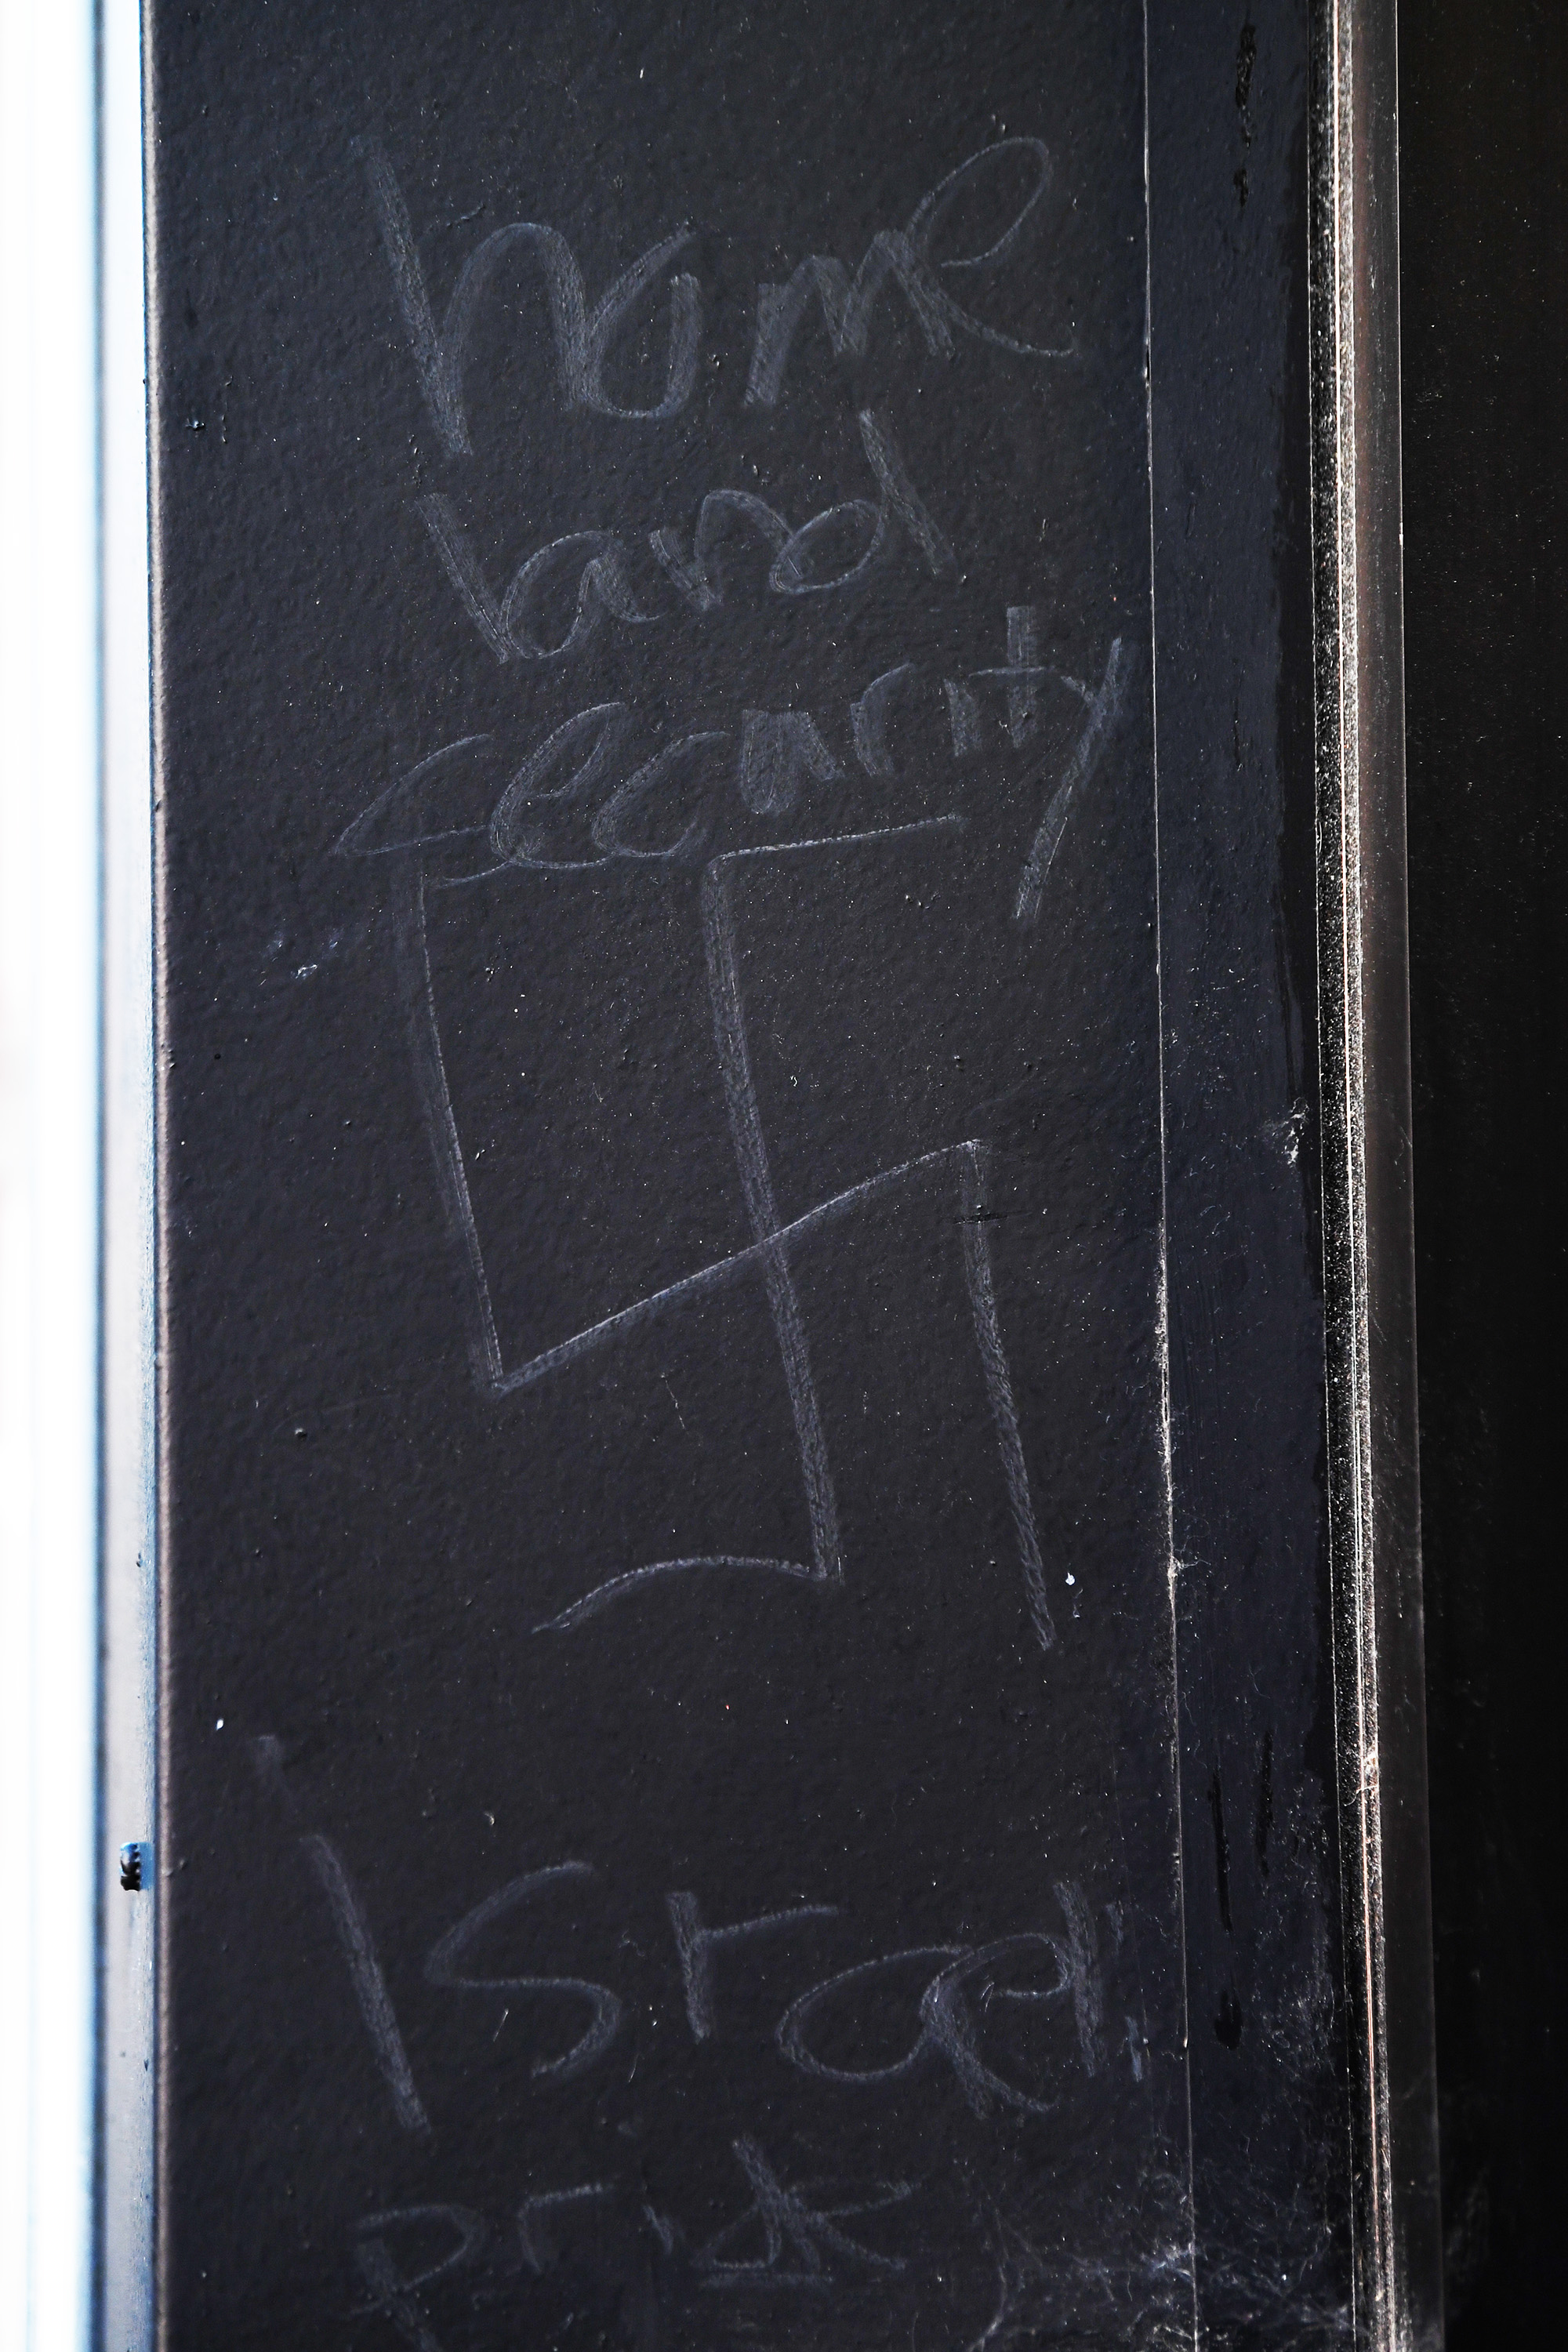 home
land
security
Israel